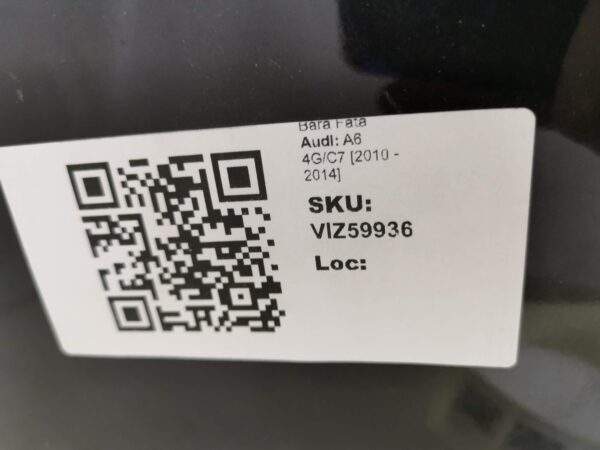 Bara Fata
Audi: A6
4G/C7 [2010 -
2014]
SKU:
VIZ59936
Loc: